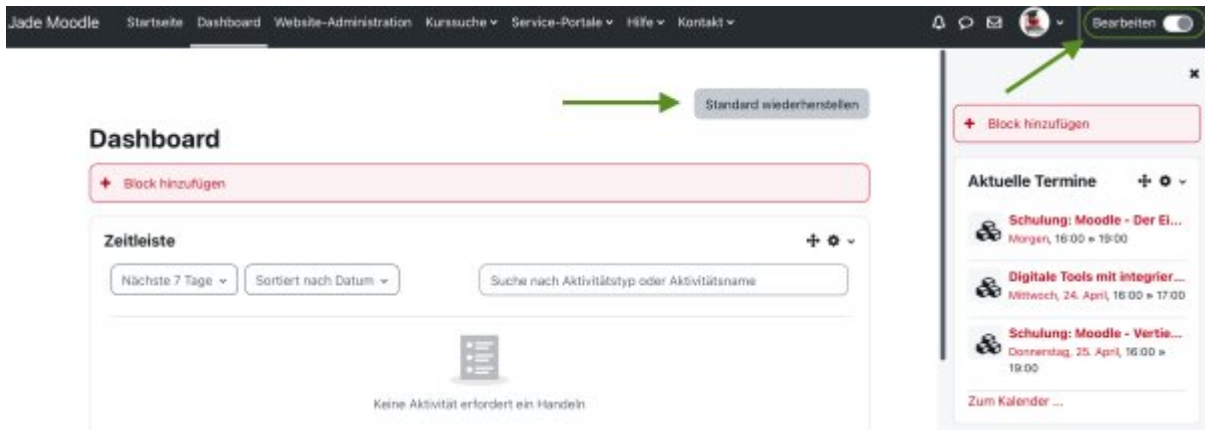 Jade Moodle Startseite Dashboard Website-Administration Kurssuche Service-Portale Hilfe Kontakt Bearbeiten
Standard wiederherstellen
Dashboard
+ Block hinzufügen
Zeitleiste
Nächste 7 Tage Sortiert nach Datum Suche nach Aktivitätstyp oder Aktivitätsname
Keine Aktivität erfordert ein Handeln
+ Block hinzufügen
Aktuelle Termine
Schulung: Moodle - Der Ei...
Morgen, 16:00 » 19:00
Digitale Tools mit integrier...
Mittwoch, 24. April, 16:00 » 17:00
Schulung: Moodle - Vertie...
Donnerstag, 25. April, 16:00 »
19:00
Zum Kalender ...